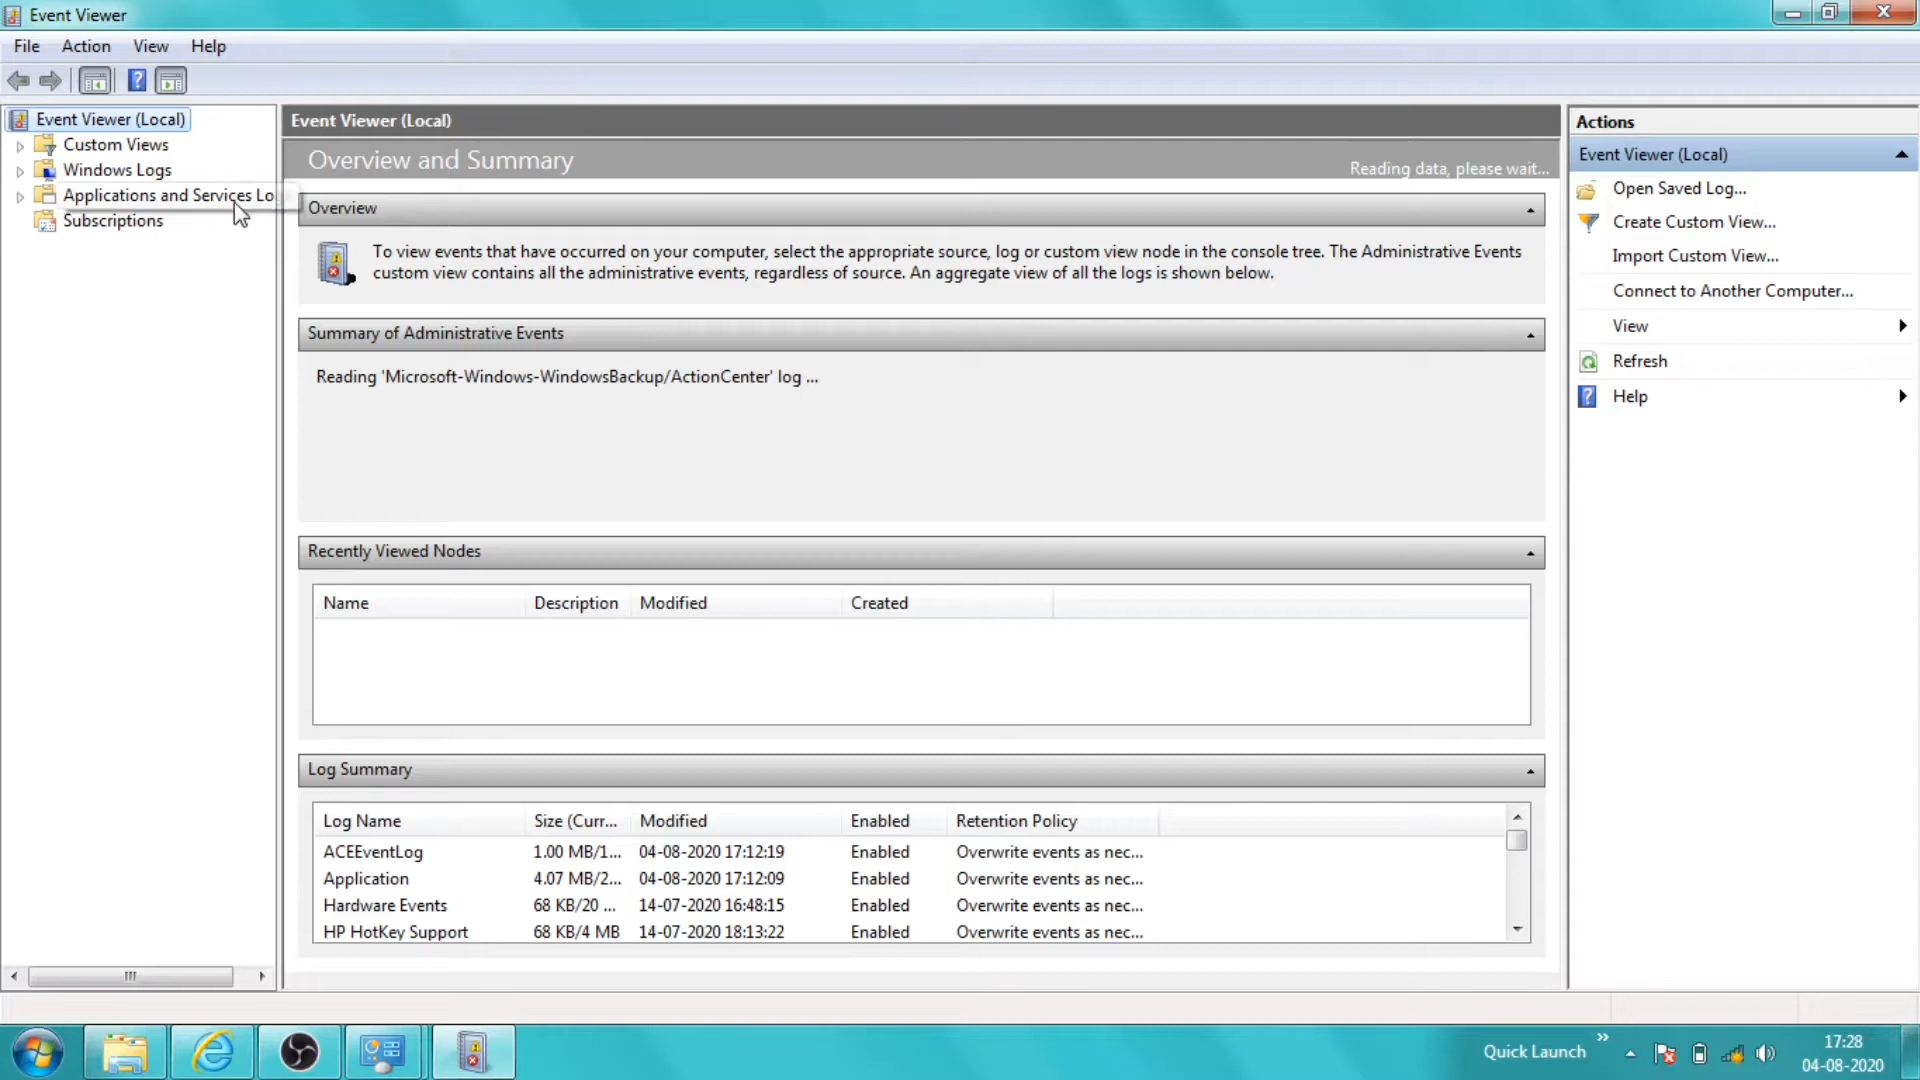 Event Viewer
File Action View Help
Event Viewer (Local)
Custom Views
Windows Logs
Applications and Services Lo
Subscriptions
Event Viewer (Local)
Overview and Summary
Reading data, please wait...
Overview
To view events that have occurred on your computer, select the appropriate source, log or custom view node in the console tree. The Administrative Events
custom view contains all the administrative events, regardless of source. An aggregate view of all the logs is shown below.
Summary of Administrative Events
Reading 'Microsoft-Windows-WindowsBackup/ActionCenter' log ...
Recently Viewed Nodes
Name Description Modified Created
Log Summary
Log Name Size (Curr... Modified Enabled Retention Policy
ACEEventLog 1.00 MB/1... 04-08-2020 17:12:19 Enabled Overwrite events as nec...
Application 4.07 MB/2... 04-08-2020 17:12:09 Enabled Overwrite events as nec...
Hardware Events 68 KB/20 ... 14-07-2020 16:48:15 Enabled Overwrite events as nec...
HP HotKey Support 68 KB/4 MB 14-07-2020 18:13:22 Enabled Overwrite events as nec...
Actions
Event Viewer (Local)
Open Saved Log...
Create Custom View...
Import Custom View...
Connect to Another Computer...
View
Refresh
Help
Quick Launch
17:28
04-08-2020